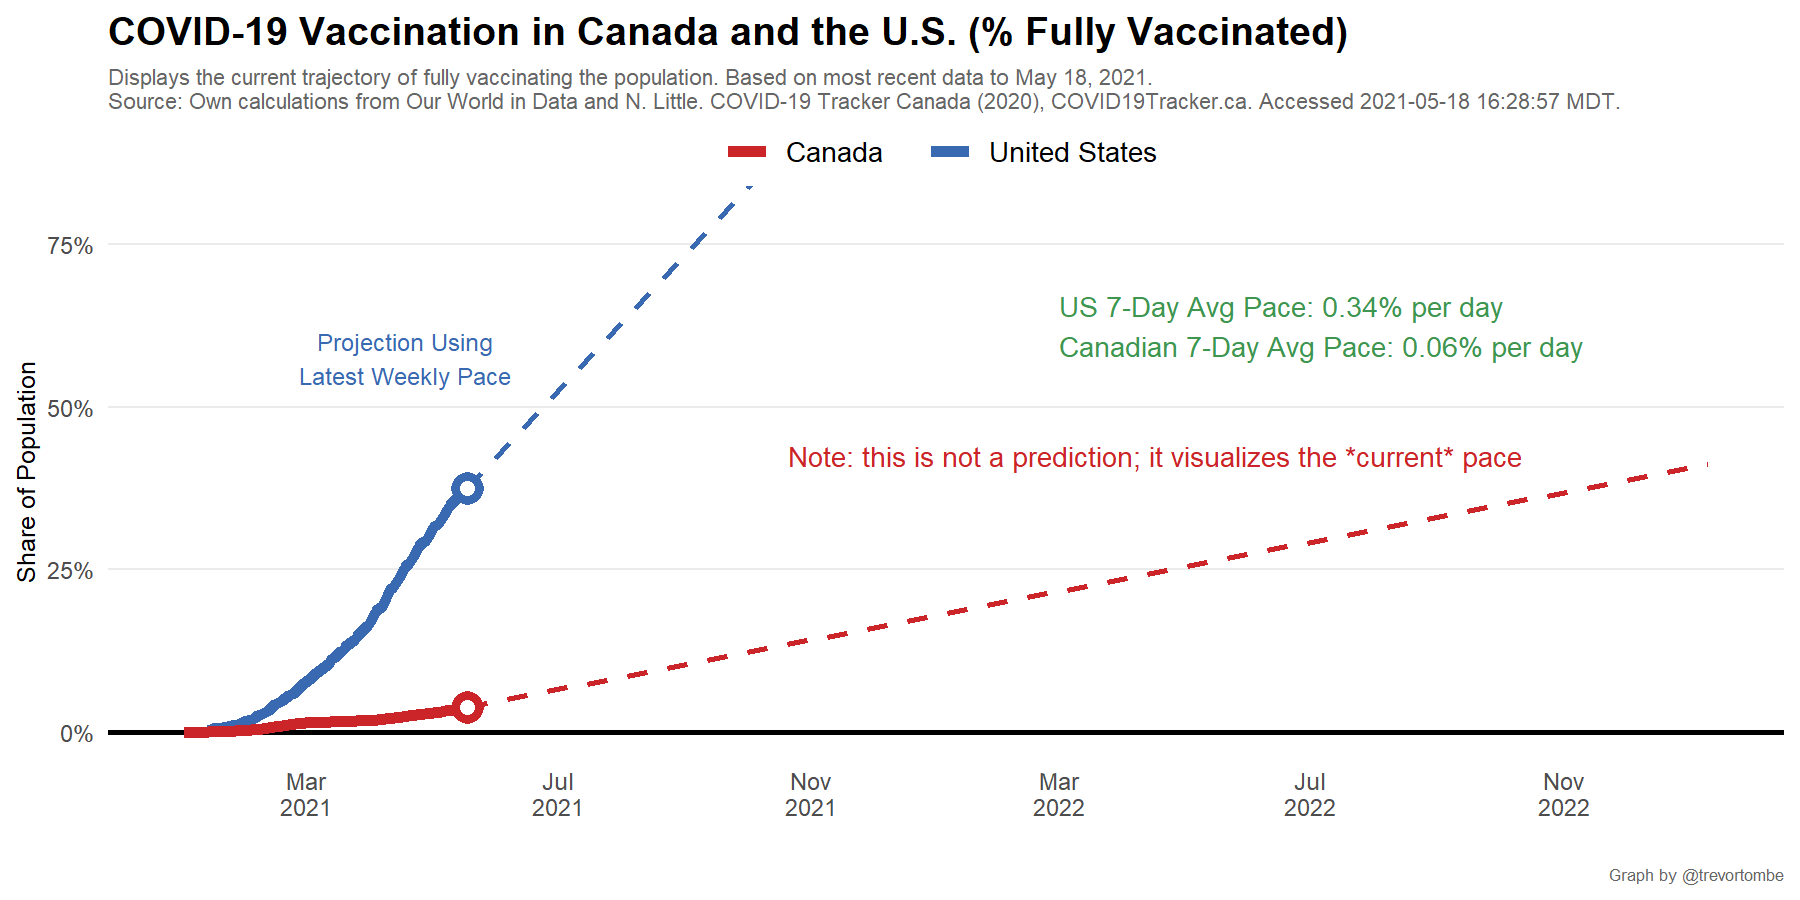 COVID-19 Vaccination in Canada and the U.S. (% Fully Vaccinated)
Displays the current trajectory of fully vaccinating the population. Based on most recent data to May 18, 2021.
Source: Own calculations from Our World in Data and N. Little. COVID-19 Tracker Canada (2020), COVID19Tracker.ca. Accessed 2021-05-18 16:28:57 MDT.
Canada
United States
Share of Population
75%
50%
25%
0%
Projection Using
Latest Weekly Pace
US 7-Day Avg Pace: 0.34% per day
Canadian 7-Day Avg Pace: 0.06% per day
Note: this is not a prediction; it visualizes the *current* pace
Mar
2021
Jul
2021
Nov
2021
Mar
2022
Jul
2022
Nov
2022
Graph by @trevortombe